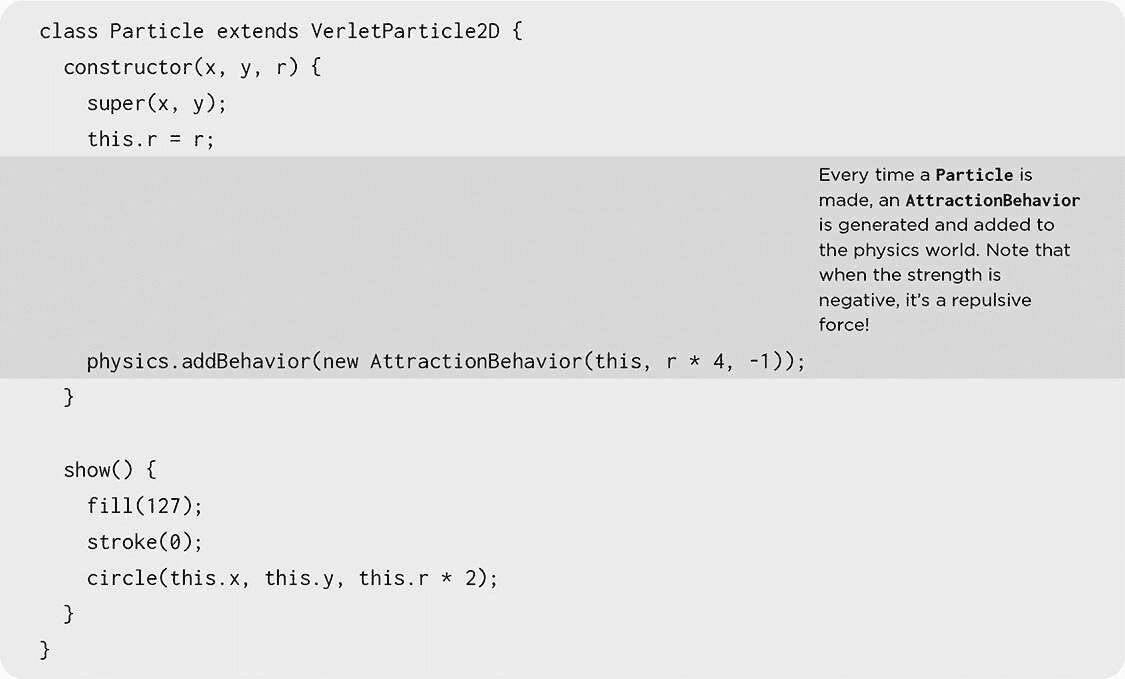 class Particle extends VerletParticle2D {
constructor(x, y, r) {
super(x, y);
this.r = r;
Every time a Particle is
made, an AttractionBehavior
is generated and added to
the physics world. Note that
when the strength is
negative, it's a repulsive
force!
physics.addBehavior(new AttractionBehavior(this, r * 4, -1));
}
show() {
fill(127);
stroke(0);
circle(this.x, this.y, this.r * 2);
}
}